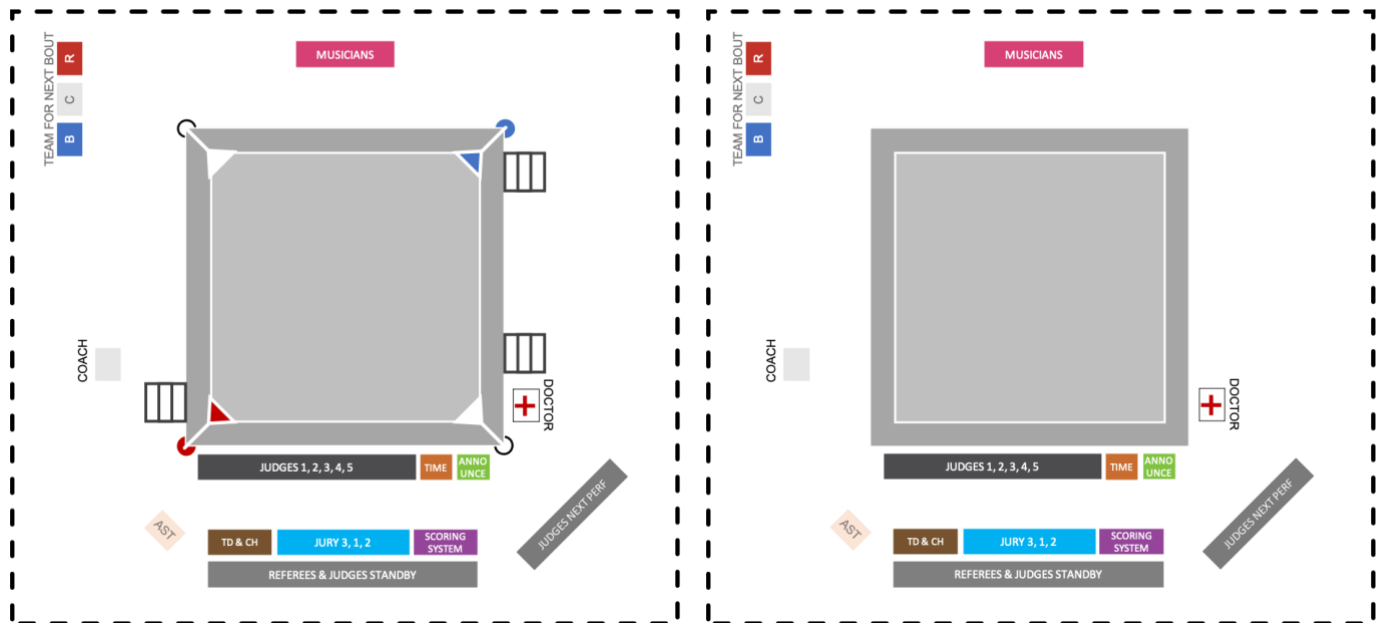 MUSICIANS
TEAM FOR NEXT BOUT
R
C
B
COACH
DOCTOR
JUDGES 1, 2, 3, 4, 5
TIME
ANNO
UNCE
JUDGES NEXT PERF
AST
TD & CH
JURY 3, 1, 2
SCORING
SYSTEM
REFEREES & JUDGES STANDBY
MUSICIANS
TEAM FOR NEXT BOUT
R
C
B
COACH
DOCTOR
JUDGES 1, 2, 3, 4, 5
TIME
ANNO
UNCE
JUDGES NEXT PERF
AST
TD & CH
JURY 3, 1, 2
SCORING
SYSTEM
REFEREES & JUDGES STANDBY